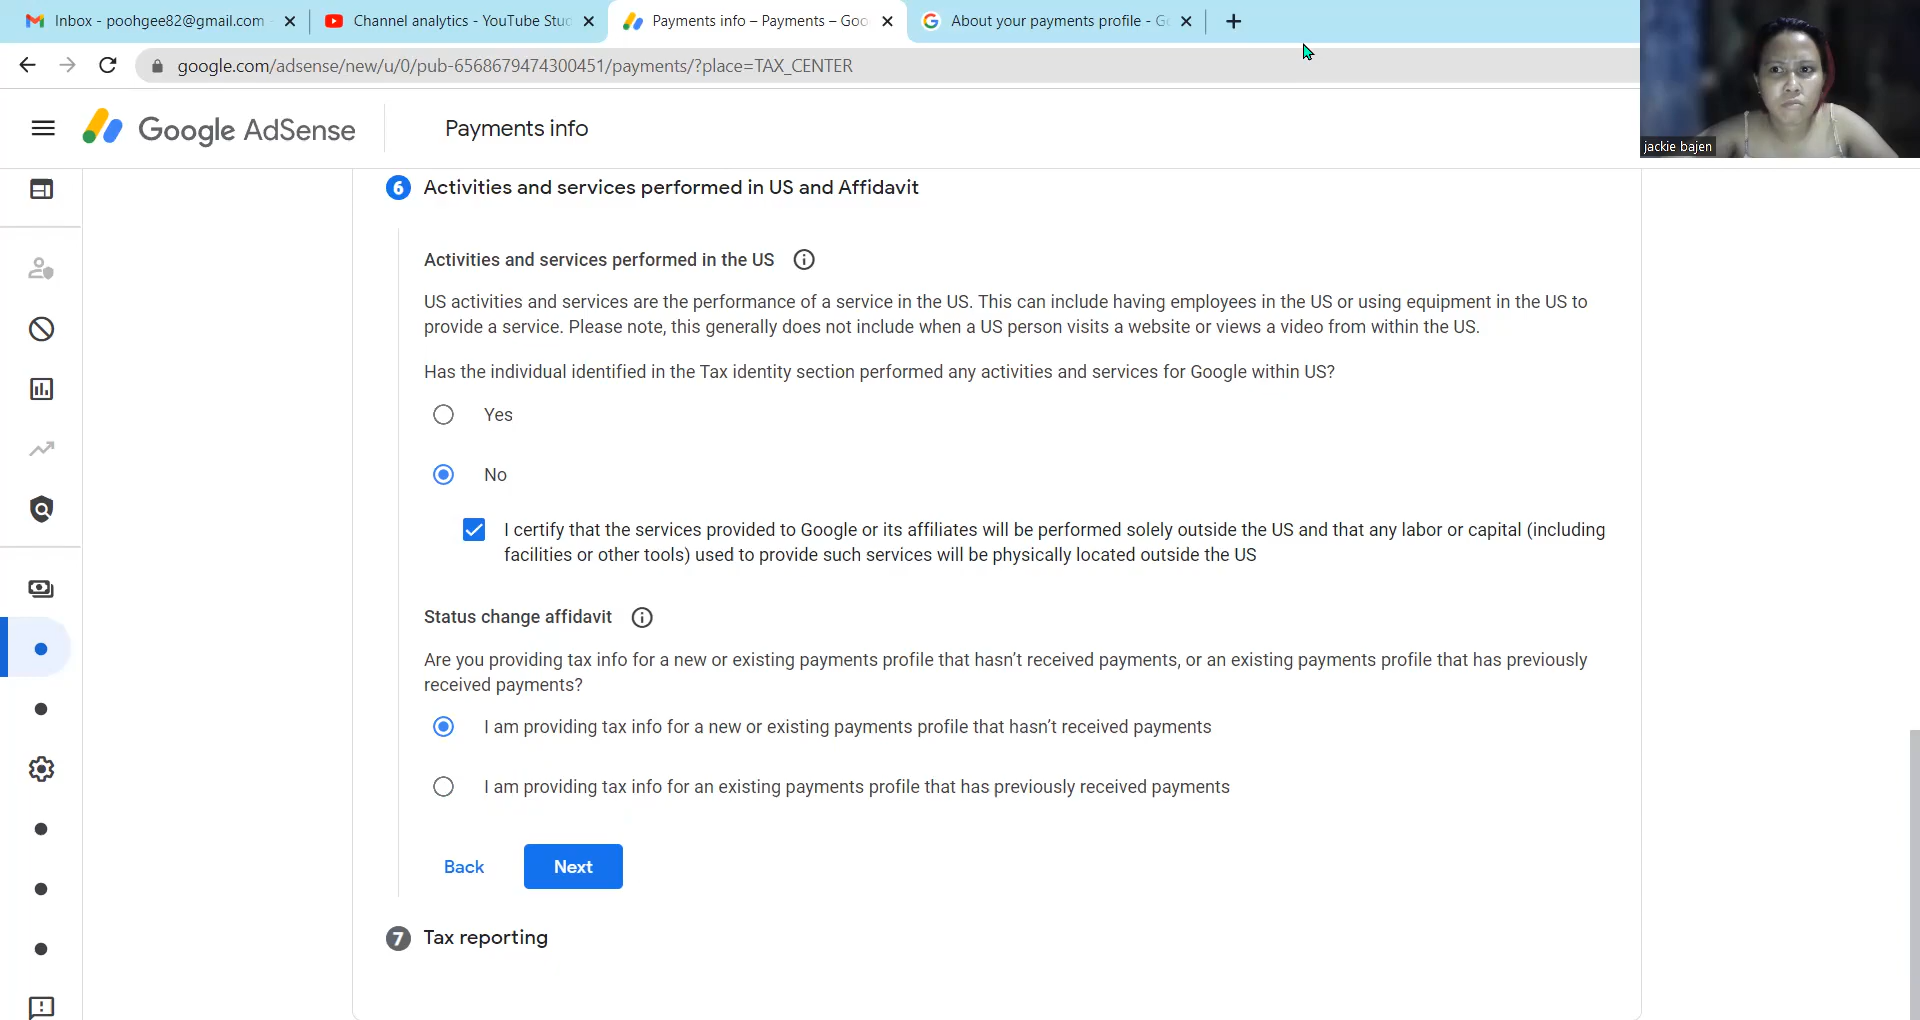 Inbox - poohgee82@gmail.com -
Channel analytics - YouTube Stud
Payments info – Payments – Goo
About your payments profile - Go
google.com/adsense/new/u/0/pub-6568679474300451/payments/?place=TAX_CENTER
Google AdSense
Payments info
jackie bajen
6 Activities and services performed in US and Affidavit
Activities and services performed in the US
US activities and services are the performance of a service in the US. This can include having employees in the US or using equipment in the US to
provide a service. Please note, this generally does not include when a US person visits a website or views a video from within the US.
Has the individual identified in the Tax identity section performed any activities and services for Google within US?
Yes
No
I certify that the services provided to Google or its affiliates will be performed solely outside the US and that any labor or capital (including
facilities or other tools) used to provide such services will be physically located outside the US
Status change affidavit
Are you providing tax info for a new or existing payments profile that hasn't received payments, or an existing payments profile that has previously
received payments?
I am providing tax info for a new or existing payments profile that hasn't received payments
I am providing tax info for an existing payments profile that has previously received payments
Back
Next
7 Tax reporting